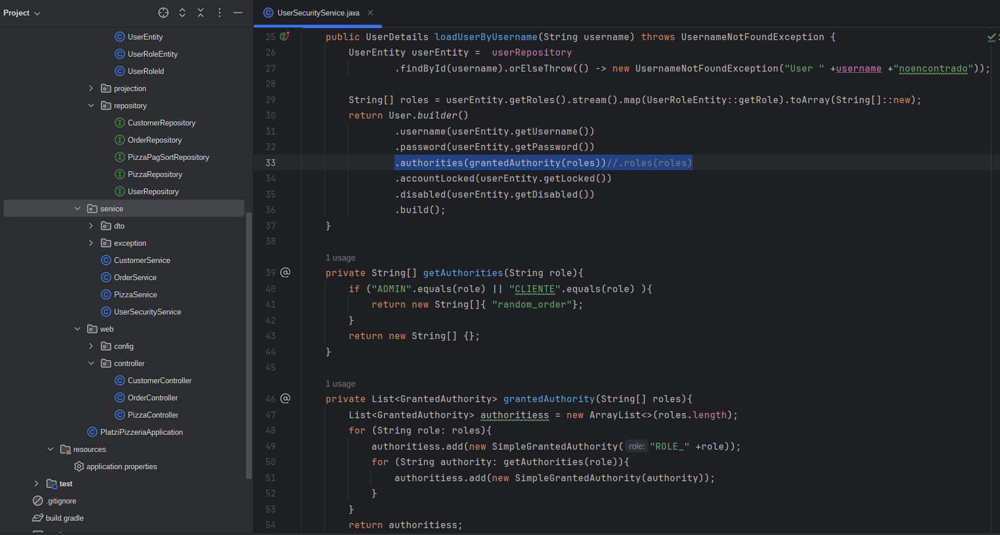 Project
UserEntity
UserRoleEntity
UserRoleId
projection
repository
CustomerRepository
OrderRepository
PizzaPagSortRepository
PizzaRepository
UserRepository
service
dto
exception
CustomerService
OrderService
PizzaService
UserSecurityService
web
config
controller
CustomerController
OrderController
PizzaController
PlatziPizzeriaApplication
resources
application.properties
test
.gitignore
build.gradle
UserSecurityService.java
25 public UserDetails loadUserByUsername(String username) throws UsernameNotFoundException {
26 UserEntity userEntity =  userRepository
27 .findById(username).orElseThrow(() -> new UsernameNotFoundException("User " +username +"noencontrado"));
28
29 String[] roles = userEntity.getRoles().stream().map(UserRoleEntity::getRole).toArray(String[]::new);
30 return User.builder()
31 .username(userEntity.getUsername())
32 .password(userEntity.getPassword())
33 .authorities(grantedAuthority(roles))//.roles(roles)
34 .accountLocked(userEntity.getLocked())
35 .disabled(userEntity.getDisabled())
36 .build();
37 }
38
1 usage
39 @ private String[] getAuthorities(String role){
40 if ("ADMIN".equals(role) || "CLIENTE".equals(role) ){
41 return new String[]{ "random_order"};
42 }
43 return new String[] {};
44 }
45
1 usage
46 @ private List<GrantedAuthority> grantedAuthority(String[] roles){
47 List<GrantedAuthority> authoritiess = new ArrayList<>(roles.length);
48 for (String role: roles){
49 authoritiess.add(new SimpleGrantedAuthority( role: "ROLE_" +role));
50 for (String authority: getAuthorities(role)){
51 authoritiess.add(new SimpleGrantedAuthority(authority));
52 }
53 }
54 return authoritiess;